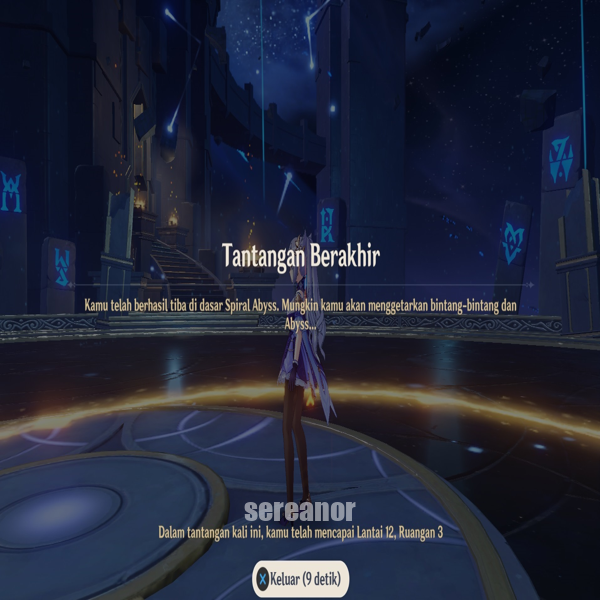 Tantangan Berakhir
Kamu telah berhasil tiba di dasar Spiral Abyss. Mungkin kamu akan menggetarkan bintang-bintang dan
Abyss...
sereanor
Dalam tantangan kali ini, kamu telah mencapai Lantai 12, Ruangan 3
X Keluar (9 detik)